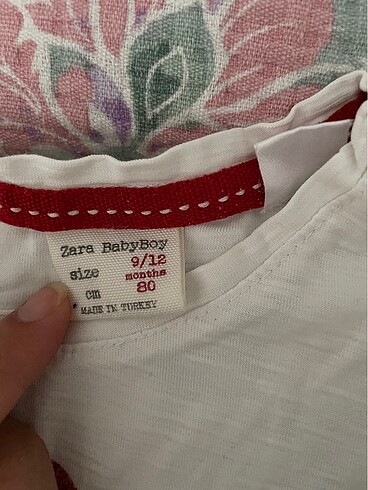 Zara BabyBoy
size 9/12
months
cm 80
MADE IN TURKEY